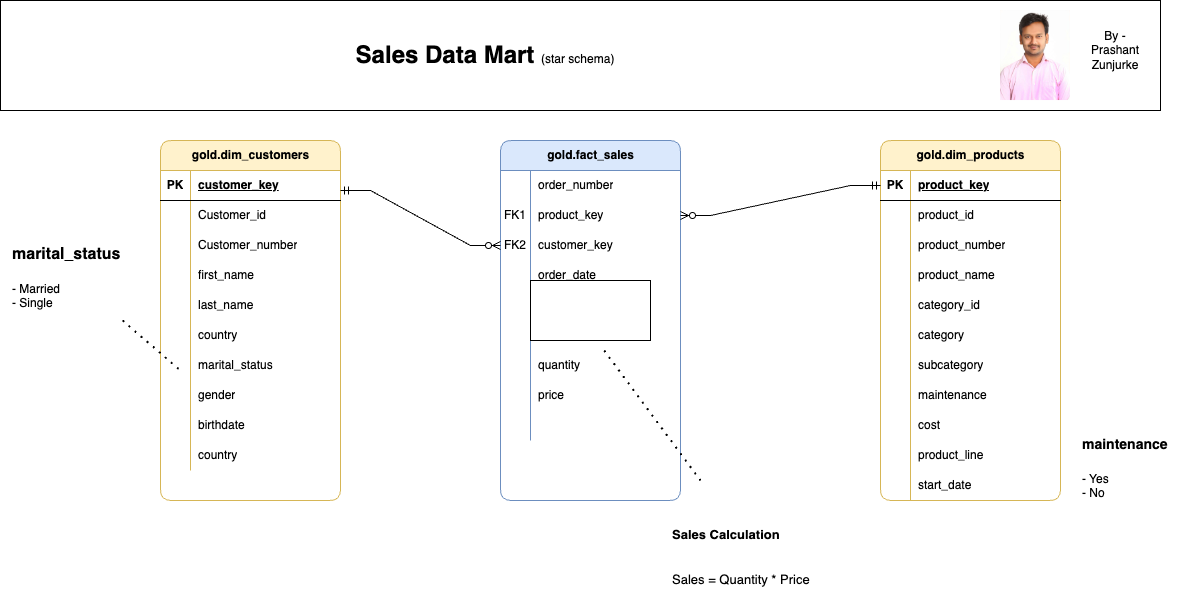 Sales Data Mart (star schema)
By -
Prashant
Zunjurke
gold.dim_customers
PK customer_key
Customer_id
Customer_number
first_name
last_name
country
marital_status
gender
birthdate
country
marital_status
- Married
- Single
gold.fact_sales
order_number
FK1 product_key
FK2 customer_key
order_date
quantity
price
gold.dim_products
PK product_key
product_id
product_number
product_name
category_id
category
subcategory
maintenance
cost
product_line
start_date
maintenance
- Yes
- No
Sales Calculation
Sales = Quantity * Price